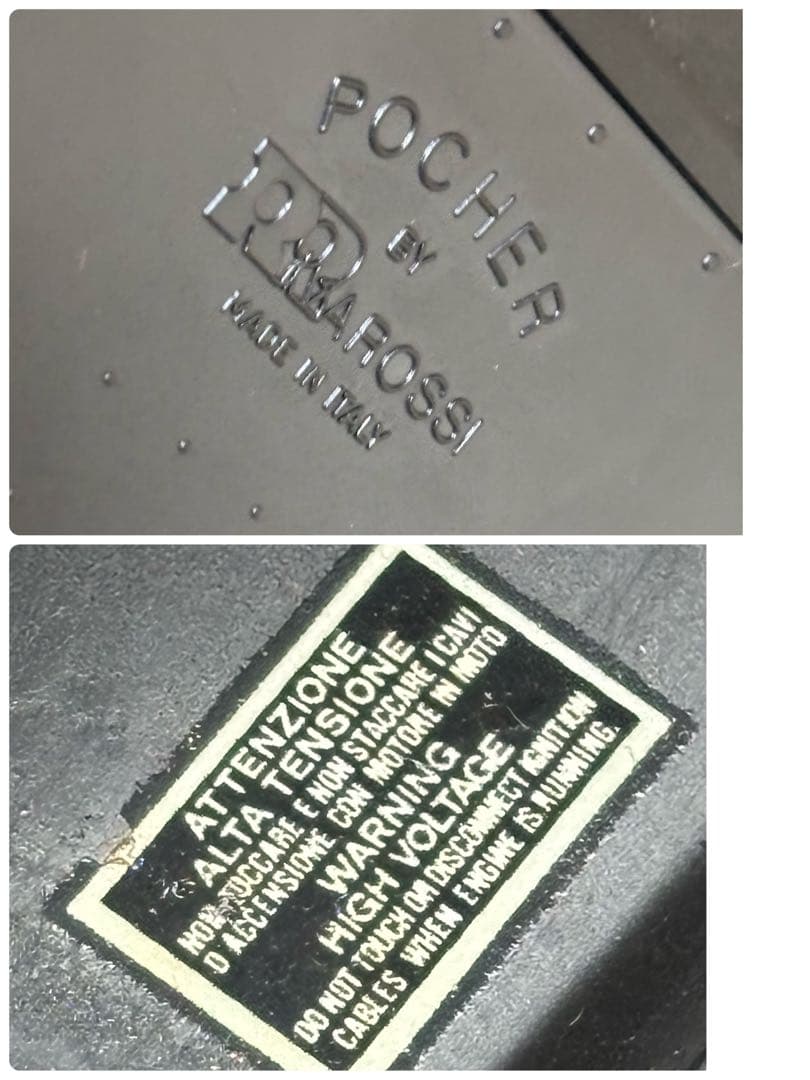 POCHER
BY
RIVAROSSI
MADE IN ITALY
ATTENZIONE
ALTA TENSIONE
NON TOCCARE E NON STACCARE I CAVI
D ACCENSIONE CON MOTORE IN MOTO
WARNING
HIGH VOLTAGE
DO NOT TOUCH OR DISCONNECT IGNITION
CABLES WHEN ENGINE IS RUNNING.